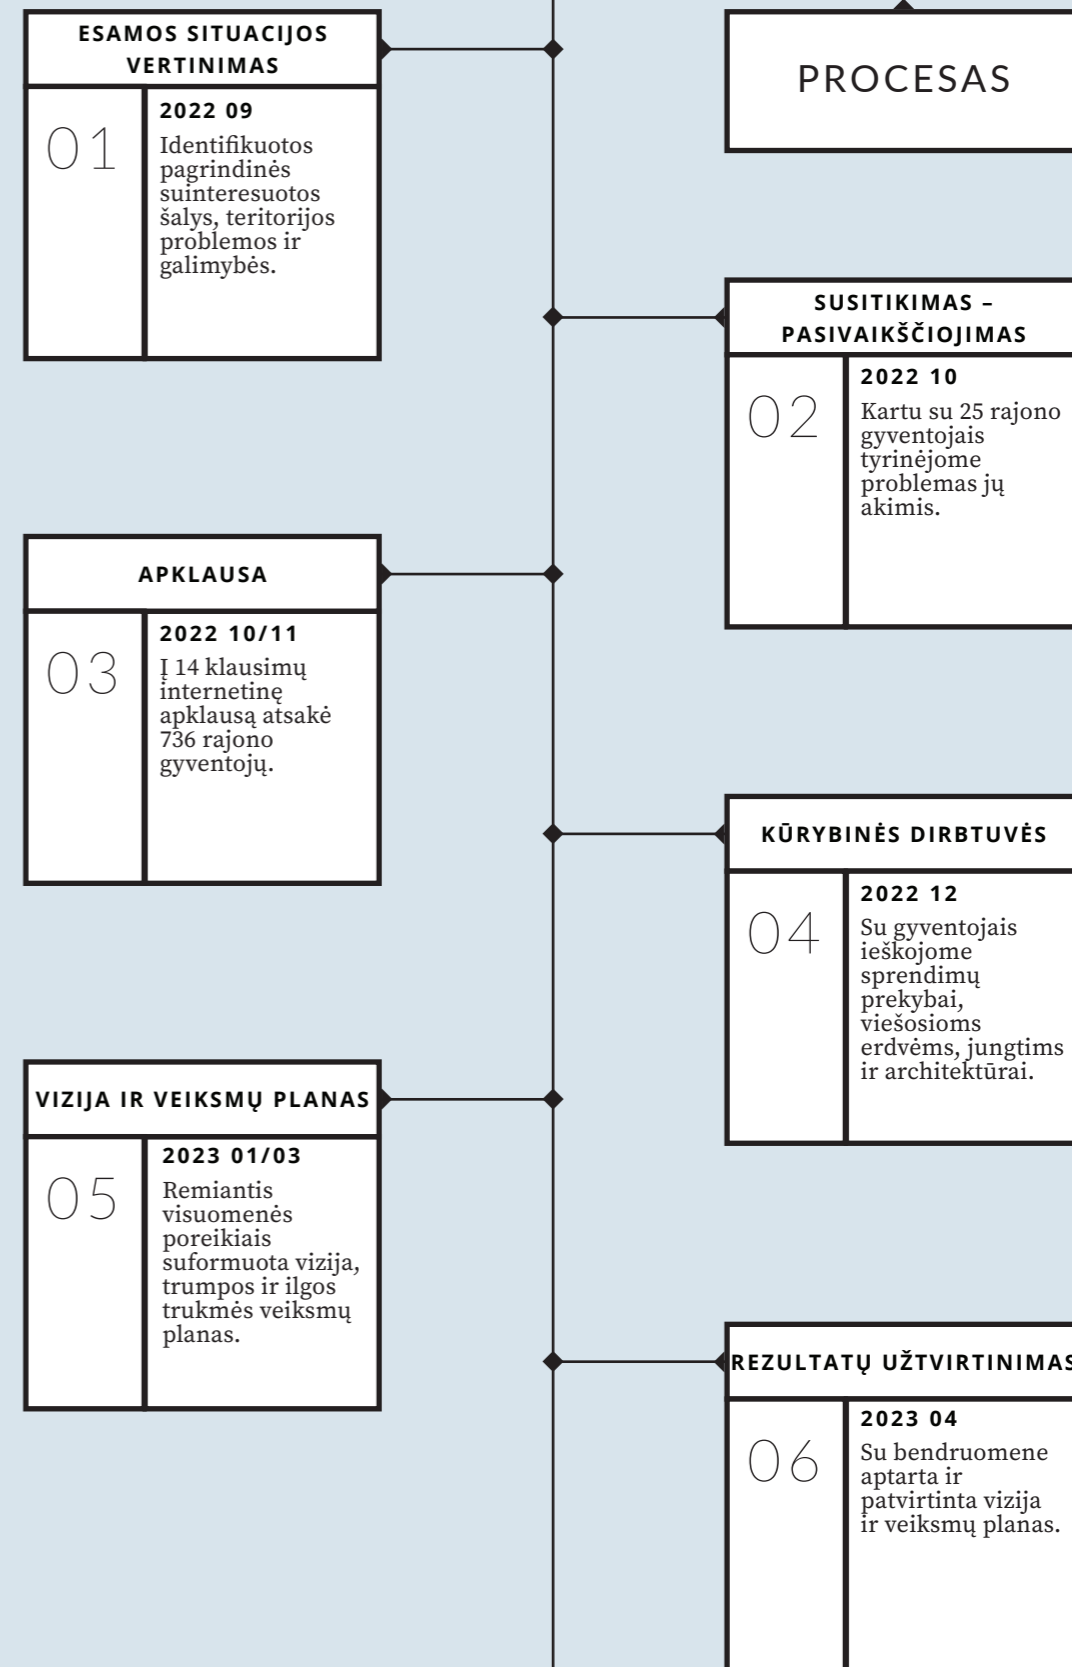 PROCESAS
ESAMOS SITUACIJOS
VERTINIMAS
01
2022 09
Identifikuotos
pagrindinės
suinteresuotos
šalys, teritorijos
problemos ir
galimybės.
SUSITIKIMAS –
PASIVAIKŠČIOJIMAS
02
2022 10
Kartu su 25 rajono
gyventojais
tyrinėjome
problemas jų
akimis.
APKLAUSA
03
2022 10/11
Į 14 klausimų
internetinę
apklausą atsakė
736 rajono
gyventojų.
KŪRYBINĖS DIRBTUVĖS
04
2022 12
Su gyventojais
ieškojome
sprendimų
prekybai,
viešosioms
erdvėms, jungtims
ir architektūrai.
VIZIJA IR VEIKSMŲ PLANAS
05
2023 01/03
Remiantis
visuomenės
poreikiais
suformuota vizija,
trumpos ir ilgos
trukmės veiksmų
planas.
REZULTATŲ UŽTVIRTINIMAS
06
2023 04
Su bendruomene
aptarta ir
patvirtinta vizija
ir veiksmų planas.